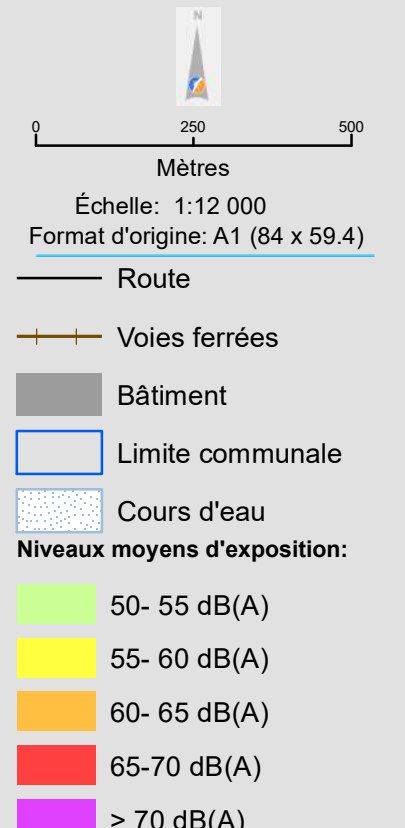 N
0 250 500
Mètres
Échelle: 1:12 000
Format d'origine: A1 (84 x 59.4)
Route
Voies ferrées
Bâtiment
Limite communale
Cours d'eau
Niveaux moyens d'exposition:
50- 55 dB(A)
55- 60 dB(A)
60- 65 dB(A)
65-70 dB(A)
> 70 dB(A)